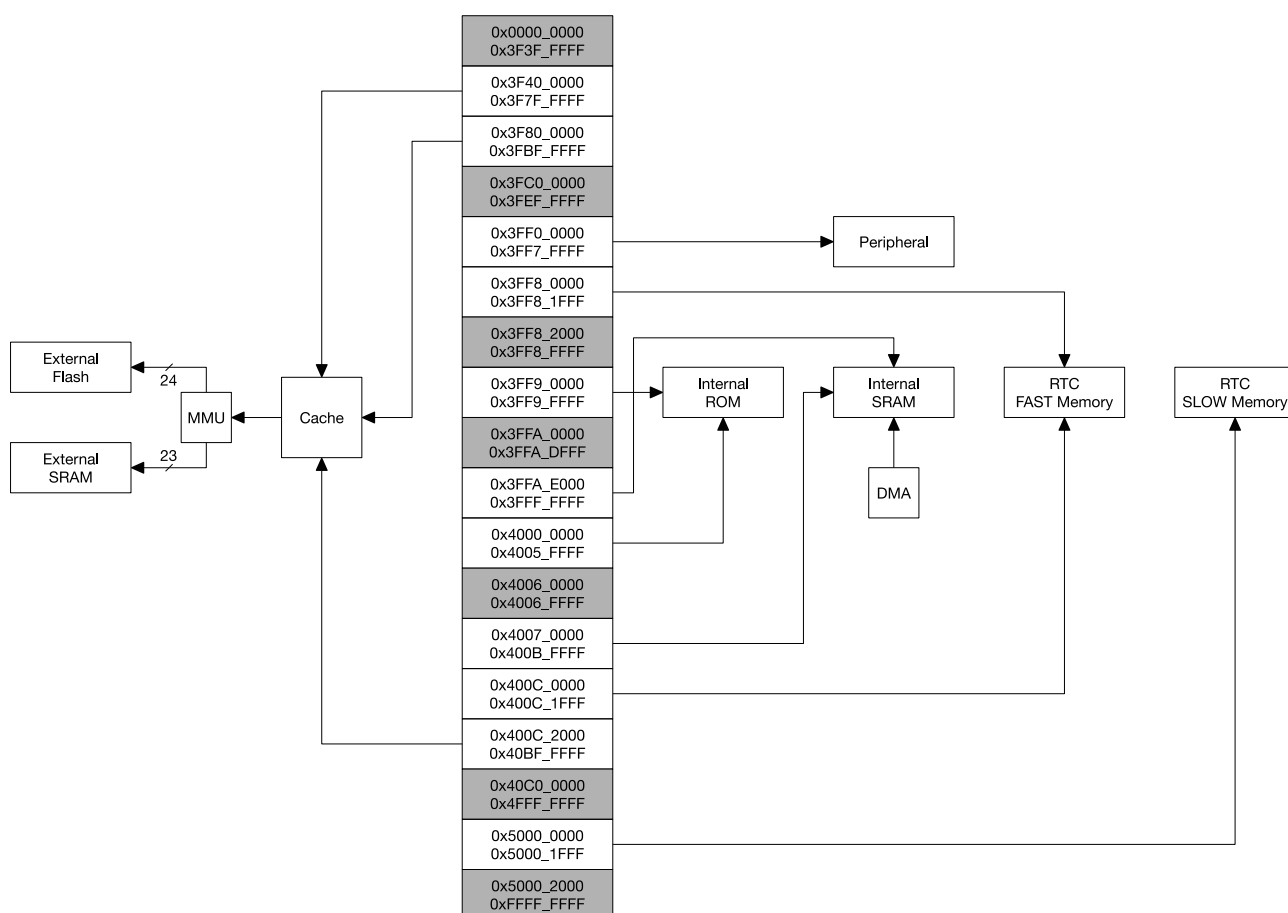 0x0000_0000
0x3F3F_FFFF
0x3F40_0000
0x3F7F_FFFF
0x3F80_0000
0x3FBF_FFFF
0x3FC0_0000
0x3FEF_FFFF
0x3FF0_0000
0x3FF7_FFFF
Peripheral
0x3FF8_0000
0x3FF8_1FFF
0x3FF8_2000
0x3FF8_FFFF
External
Flash
24
MMU
External
SRAM
23
Cache
0x3FF9_0000
0x3FF9_FFFF
Internal
ROM
Internal
SRAM
RTC
FAST Memory
RTC
SLOW Memory
0x3FFA_0000
0x3FFA_DFFF
0x3FFA_E000
0x3FFF_FFFF
DMA
0x4000_0000
0x4005_FFFF
0x4006_0000
0x4006_FFFF
0x4007_0000
0x400B_FFFF
0x400C_0000
0x400C_1FFF
0x400C_2000
0x40BF_FFFF
0x40C0_0000
0x4FFF_FFFF
0x5000_0000
0x5000_1FFF
0x5000_2000
0xFFFF_FFFF